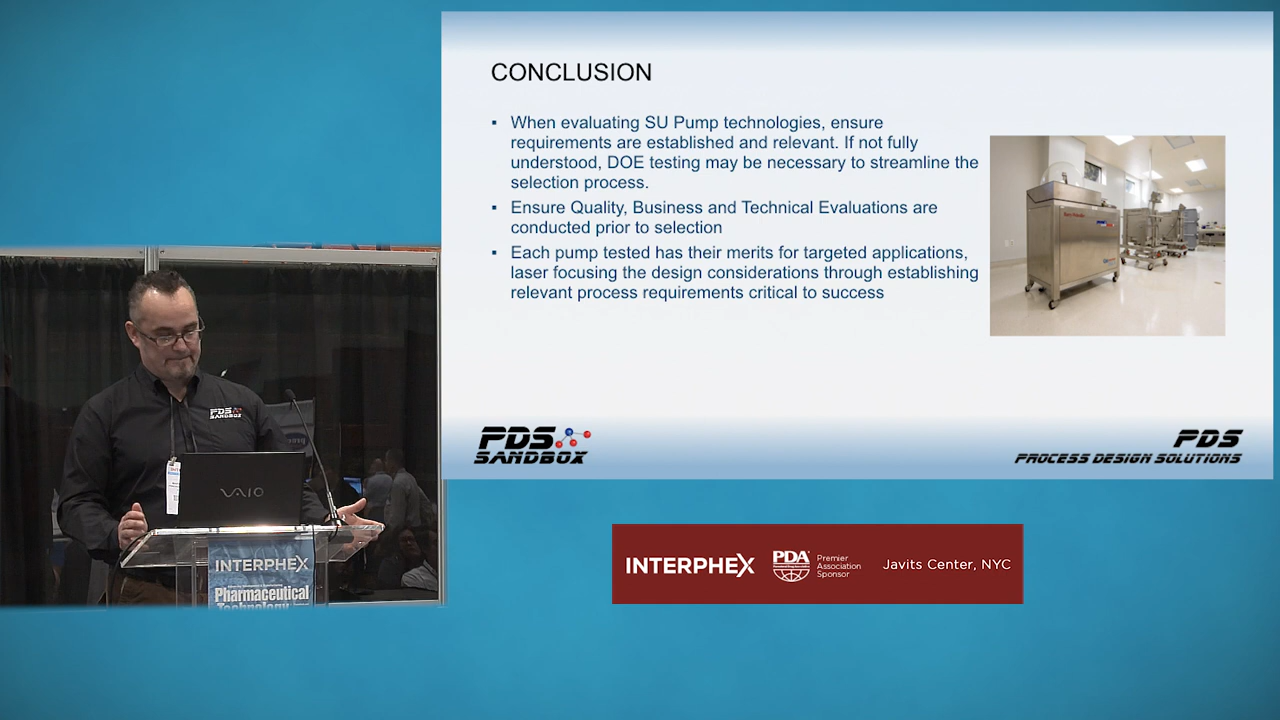 CONCLUSION
▪ When evaluating SU Pump technologies, ensure
requirements are established and relevant. If not fully
understood, DOE testing may be necessary to streamline the
selection process.
▪ Ensure Quality, Business and Technical Evaluations are
conducted prior to selection
▪ Each pump tested has their merits for targeted applications,
laser focusing the design considerations through establishing
relevant process requirements critical to success
PDS
SANDBOX
PDS
PROCESS DESIGN SOLUTIONS
PDS
SANDBOX
VAIO
INTERPHEX
Pharmaceutical
Technology
INTERPHEX
PDA
Premier
Association
Sponsor
Javits Center, NYC